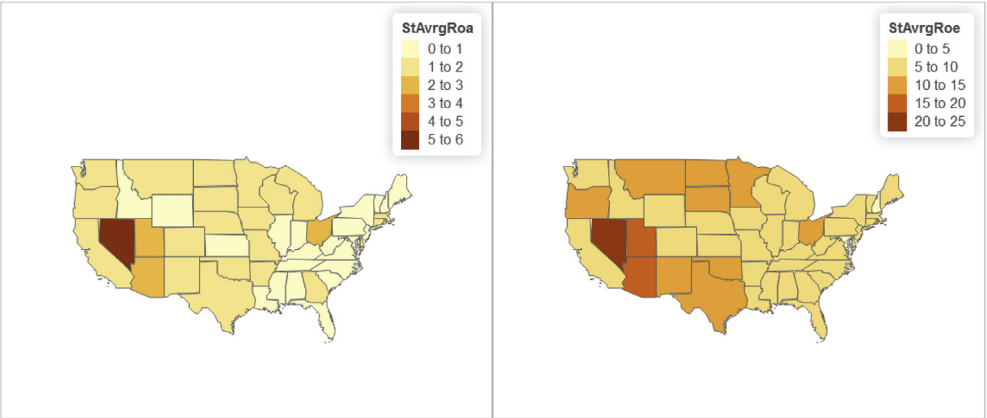 StAvrgRoa
0 to 1
1 to 2
2 to 3
3 to 4
4 to 5
5 to 6
StAvrgRoe
0 to 5
5 to 10
10 to 15
15 to 20
20 to 25